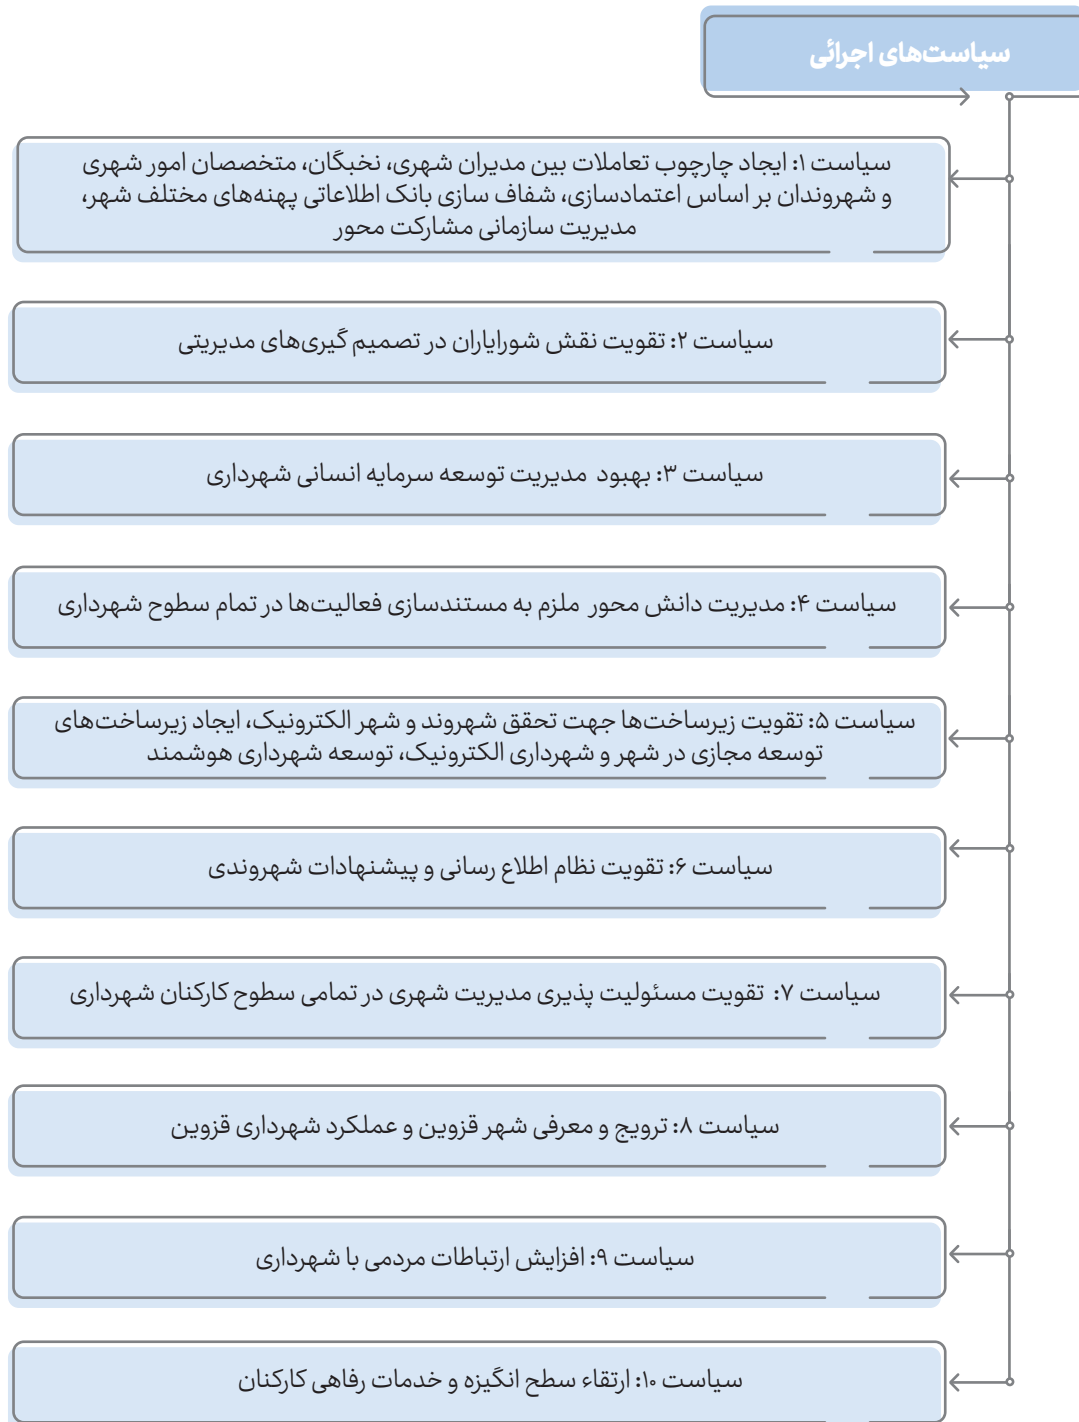 سیاست‌های اجرائی
سیاست ۱: ایجاد چارچوب تعاملات بین مدیران شهری، نخبگان، متخصصان امور شهری
و شهروندان بر اساس اعتمادسازی، شفاف سازی بانک اطلاعاتی پهنه‌های مختلف شهر،
مدیریت سازمانی مشارکت محور
سیاست ۲: تقویت نقش شورایاران در تصمیم گیری‌های مدیریتی
سیاست ۳: بهبود مدیریت توسعه سرمایه انسانی شهرداری
سیاست ۴: مدیریت دانش محور ملزم به مستندسازی فعالیت‌ها در تمام سطوح شهرداری
سیاست ۵: تقویت زیرساخت‌ها جهت تحقق شهروند و شهر الکترونیک، ایجاد زیرساخت‌های
توسعه مجازی در شهر و شهرداری الکترونیک، توسعه شهرداری هوشمند
سیاست ۶: تقویت نظام اطلاع رسانی و پیشنهادات شهروندی
سیاست ۷: تقویت مسئولیت پذیری مدیریت شهری در تمامی سطوح کارکنان شهرداری
سیاست ۸: ترویج و معرفی شهر قزوین و عملکرد شهرداری قزوین
سیاست ۹: افزایش ارتباطات مردمی با شهرداری
سیاست ۱۰: ارتقاء سطح انگیزه و خدمات رفاهی کارکنان